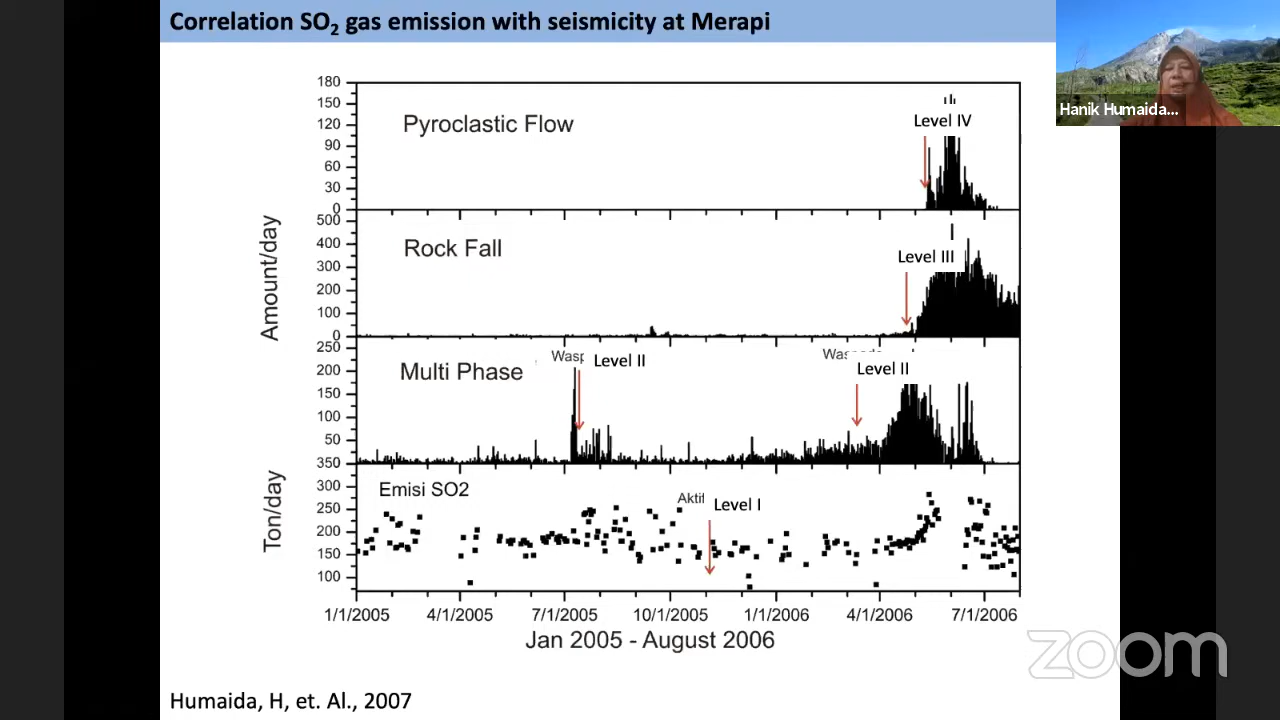 Correlation SO₂ gas emission with seismicity at Merapi
Hanik Humaida...
Amount/day
Ton/day
180
150
120
90
60
30
0
Pyroclastic Flow
Level IV
500
400
300
200
100
0
Rock Fall
Level III
250
200
150
100
50
Multi Phase
Wasp
Level II
Level II
350
300
250
200
150
100
Emisi SO2
Aktif
Level I
1/1/2005 4/1/2005 7/1/2005 10/1/2005 1/1/2006 4/1/2006 7/1/2006
Jan 2005 - August 2006
zoom
Humaida, H, et. Al., 2007